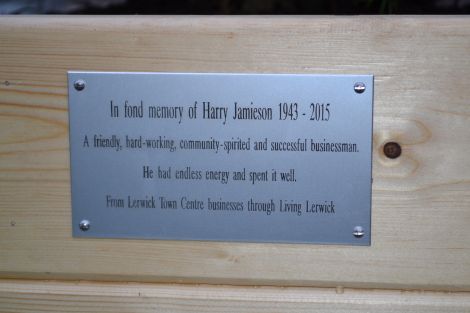 In fond memory of Harry Jamieson 1943 - 2015
A friendly, hard-working, community-spirited and successful businessman.
He had endless energy and spent it well.
From Lerwick Town Centre businesses through Living Lerwick